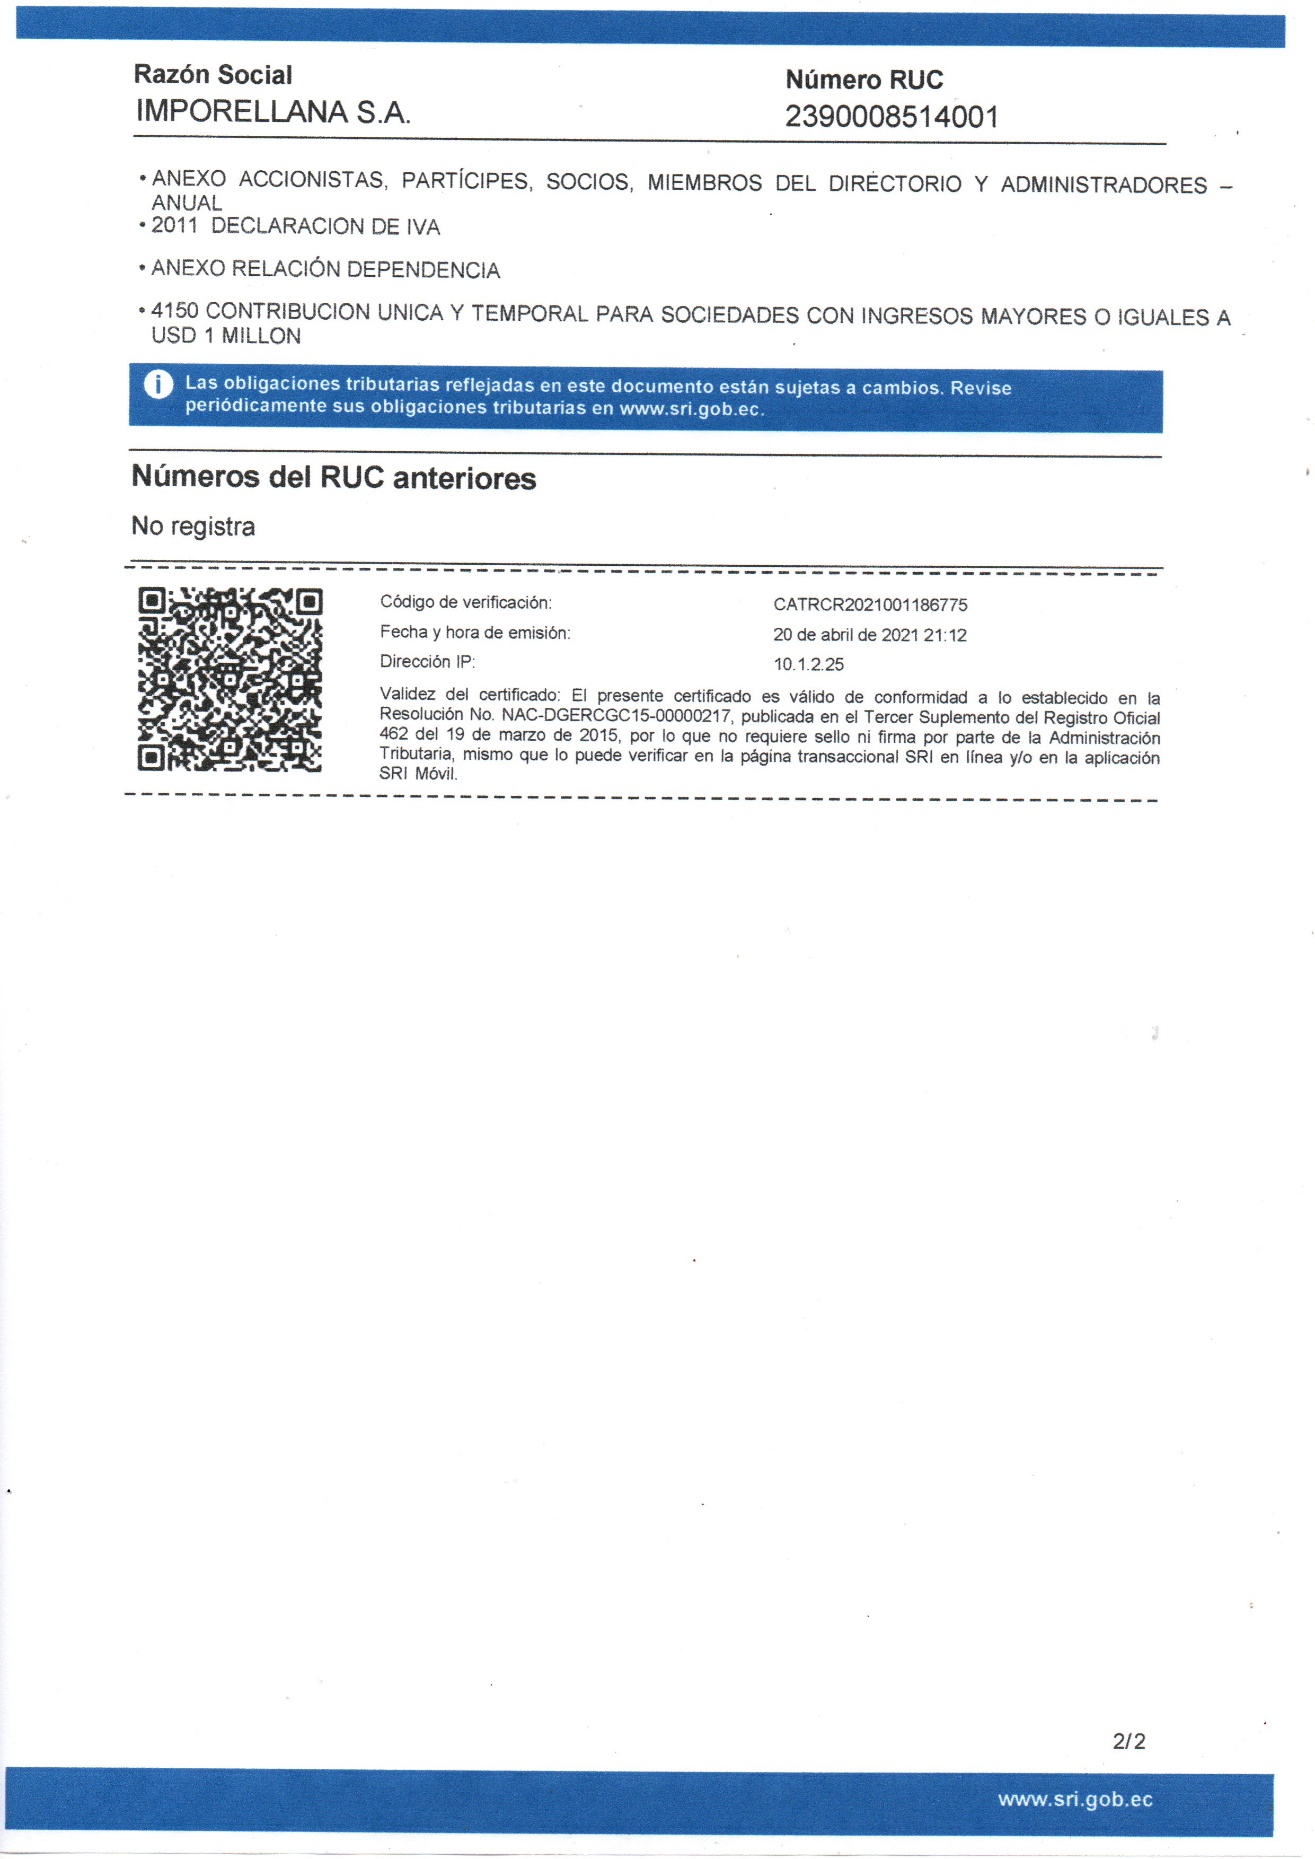 Razón Social
Número RUC
IMPORELLANA S.A.
2390008514001
• ANEXO ACCIONISTAS, PARTÍCIPES, SOCIOS, MIEMBROS DEL DIRECTORIO Y ADMINISTRADORES –
ANUAL
• 2011 DECLARACION DE IVA
• ANEXO RELACIÓN DEPENDENCIA
• 4150 CONTRIBUCION UNICA Y TEMPORAL PARA SOCIEDADES CON INGRESOS MAYORES O IGUALES A
USD 1 MILLON
i Las obligaciones tributarias reflejadas en este documento están sujetas a cambios. Revise
periódicamente sus obligaciones tributarias en www.sri.gob.ec.
Números del RUC anteriores
No registra
Código de verificación: CATRCR2021001186775
Fecha y hora de emisión: 20 de abril de 2021 21:12
Dirección IP: 10.1.2.25
Validez del certificado: El presente certificado es válido de conformidad a lo establecido en la
Resolución No. NAC-DGERCGC15-00000217, publicada en el Tercer Suplemento del Registro Oficial
462 del 19 de marzo de 2015, por lo que no requiere sello ni firma por parte de la Administración
Tributaria, mismo que lo puede verificar en la página transaccional SRI en línea y/o en la aplicación
SRI Móvil.
2/2
www.sri.gob.ec